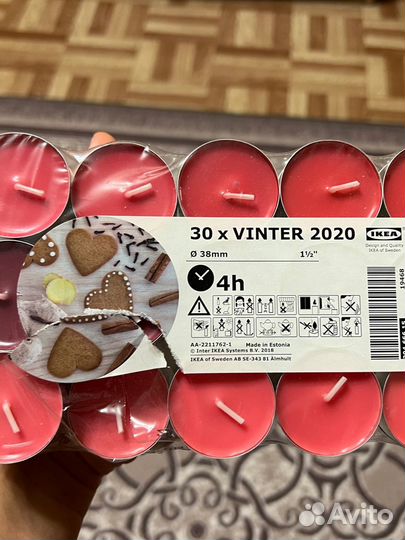 30 x VINTER 2020
IKEA
Design and Quality
IKEA of Sweden
Ø 38mm 1½"
4h
19468
AA-2211762-1 Made in Estonia
© Inter IKEA Systems B.V. 2018
IKEA of Sweden AB SE-343 81 Älmhult
Avito